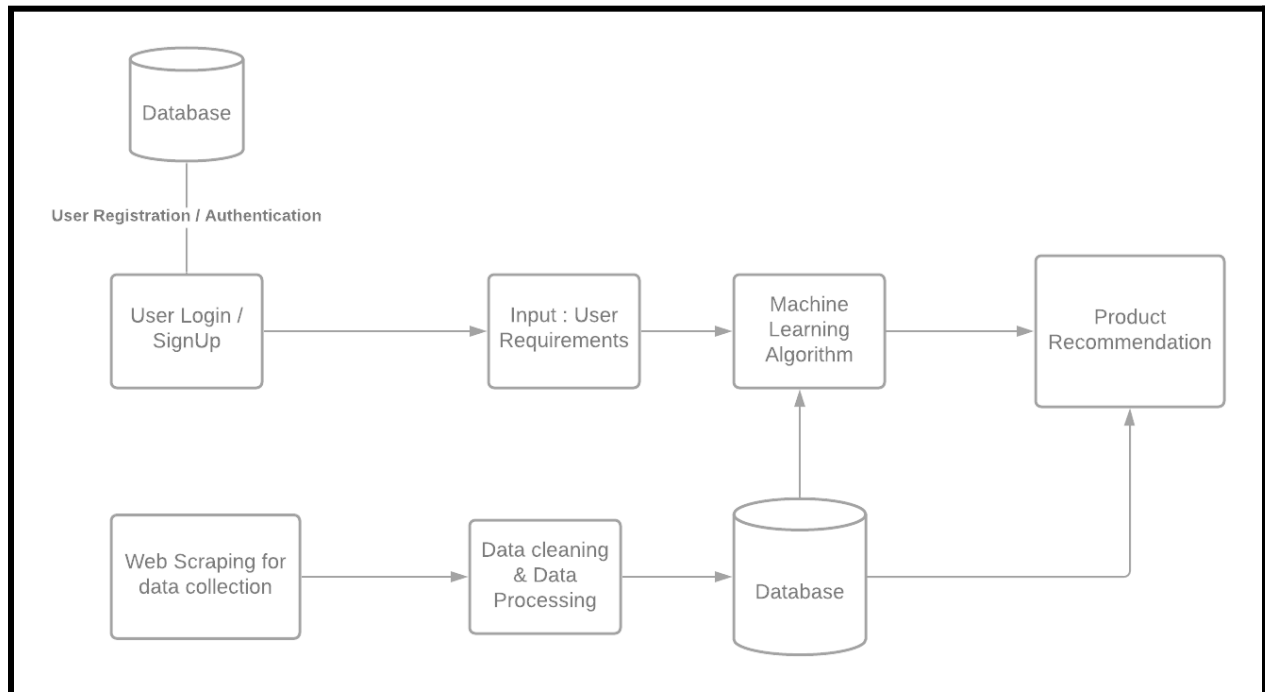 Database
User Registration / Authentication
User Login /
SignUp
Input : User
Requirements
Machine
Learning
Algorithm
Product
Recommendation
Web Scraping for
data collection
Data cleaning
& Data
Processing
Database